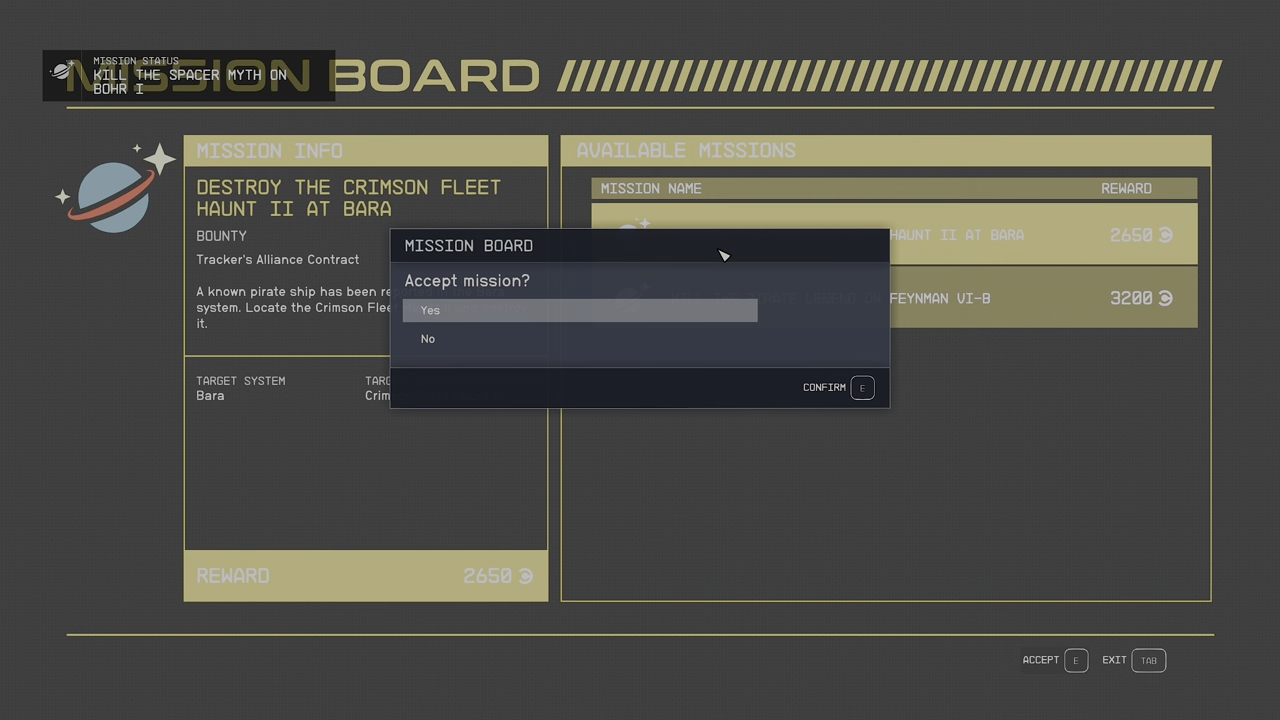 MISSION STATUS
KILL THE SPACER MYTH ON
BOHR I
MISSION BOARD
MISSION INFO
DESTROY THE CRIMSON FLEET
HAUNT II AT BARA
BOUNTY
Tracker's Alliance Contract
A known pirate ship has been
system. Locate the Crimson
it.
TARGET SYSTEM
Bara
REWARD 2650
AVAILABLE MISSIONS
MISSION NAME REWARD
HAUNT II AT BARA 2650
FEYNMAN VI-B 3200
MISSION BOARD
Accept mission?
Yes
No
CONFIRM E
ACCEPT E EXIT TAB